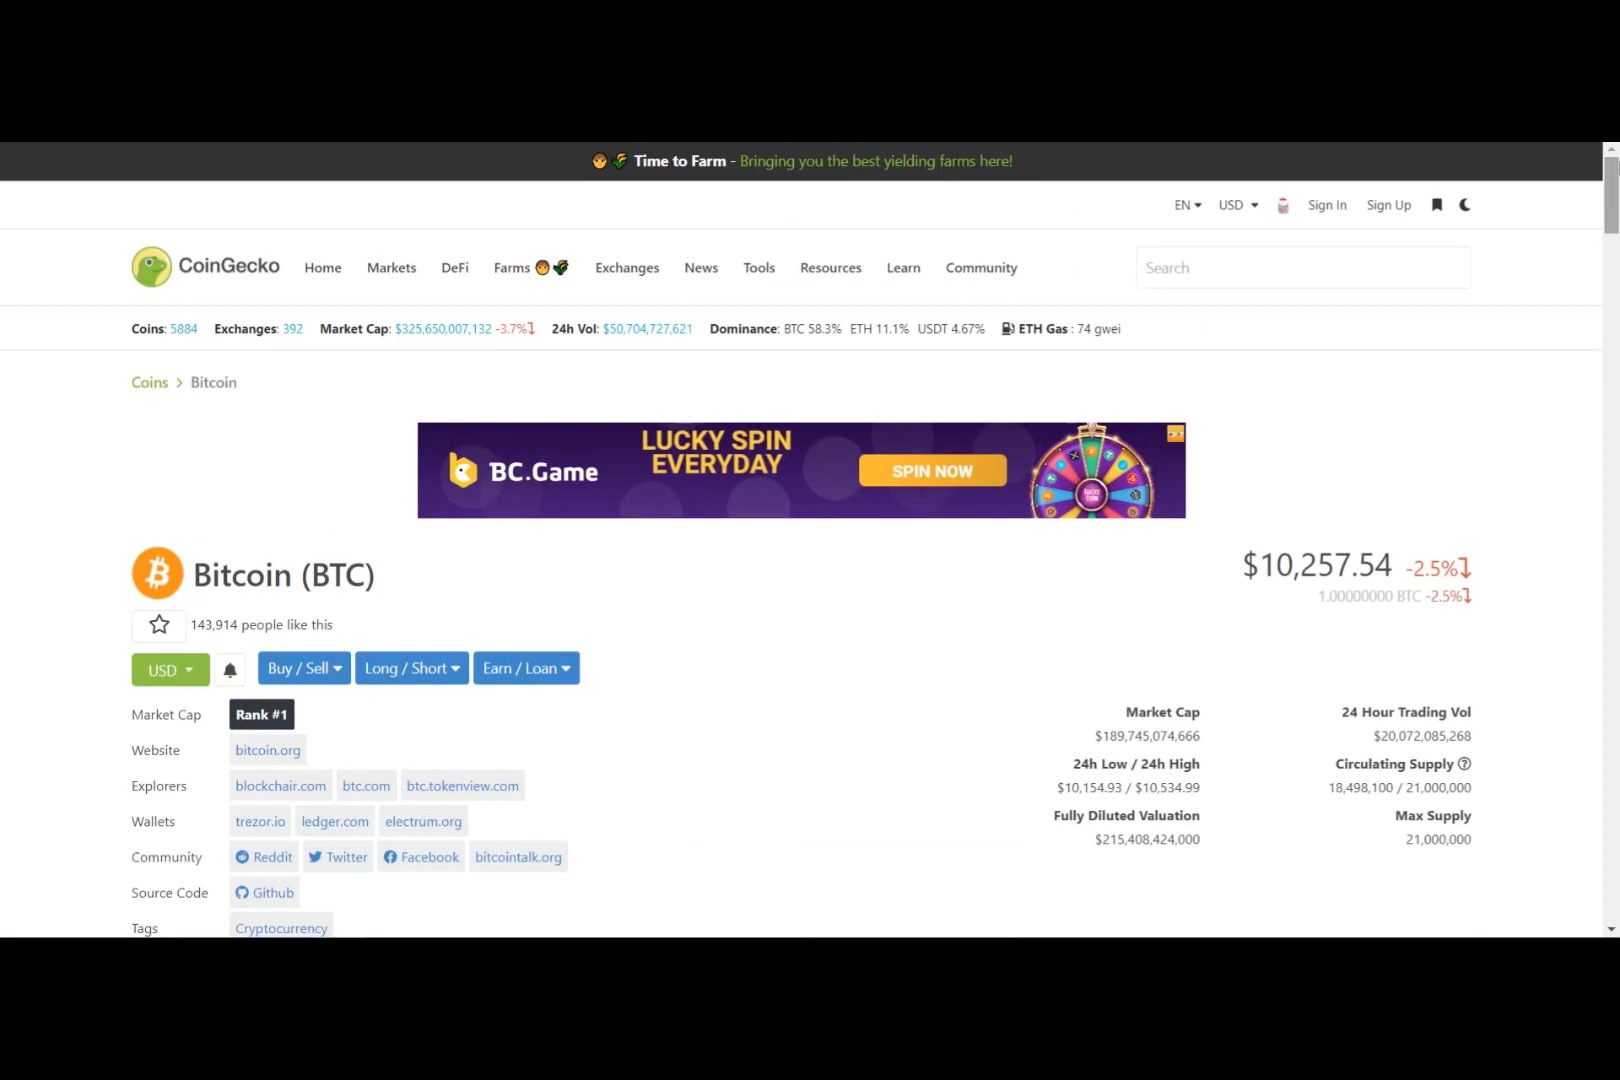 Time to Farm - Bringing you the best yielding farms here!
EN USD Sign In Sign Up
CoinGecko Home Markets DeFi Farms Exchanges News Tools Resources Learn Community Search
Coins: 5884 Exchanges: 392 Market Cap: $325,650,007,132 -3.7% 24h Vol: $50,704,727,621 Dominance: BTC 58.3% ETH 11.1% USDT 4.67% ETH Gas : 74 gwei
Coins > Bitcoin
BC.Game
LUCKY SPIN
EVERYDAY
SPIN NOW
Bitcoin (BTC)
$10,257.54 -2.5%
1.00000000 BTC -2.5%
143,914 people like this
USD Buy / Sell Long / Short Earn / Loan
Market Cap Rank #1
Website bitcoin.org
Explorers blockchair.com btc.com btc.tokenview.com
Wallets trezor.io ledger.com electrum.org
Community Reddit Twitter Facebook bitcointalk.org
Source Code Github
Tags Cryptocurrency
Market Cap
$189,745,074,666
24h Low / 24h High
$10,154.93 / $10,534.99
Fully Diluted Valuation
$215,408,424,000
24 Hour Trading Vol
$20,072,085,268
Circulating Supply
18,498,100 / 21,000,000
Max Supply
21,000,000